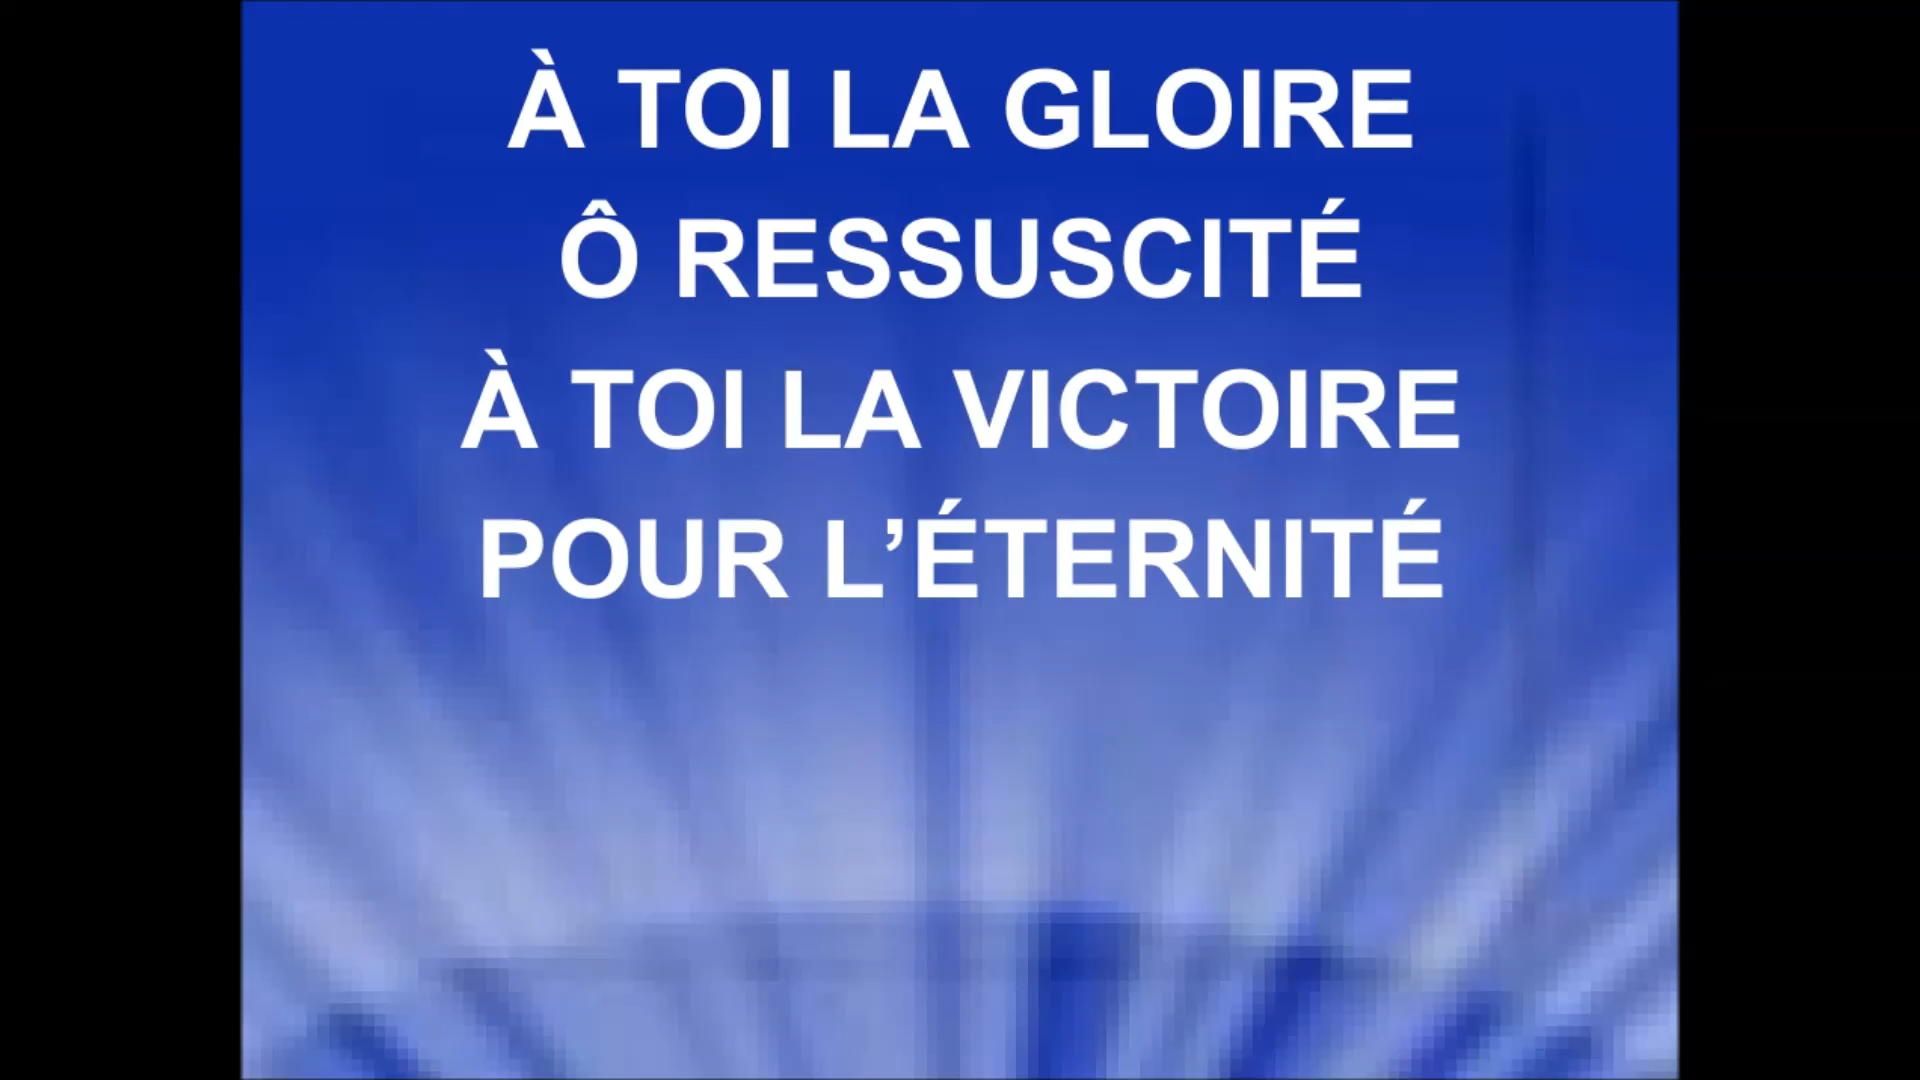 À TOI LA GLOIRE
Ô RESSUSCITÉ
À TOI LA VICTOIRE
POUR L’ÉTERNITÉ